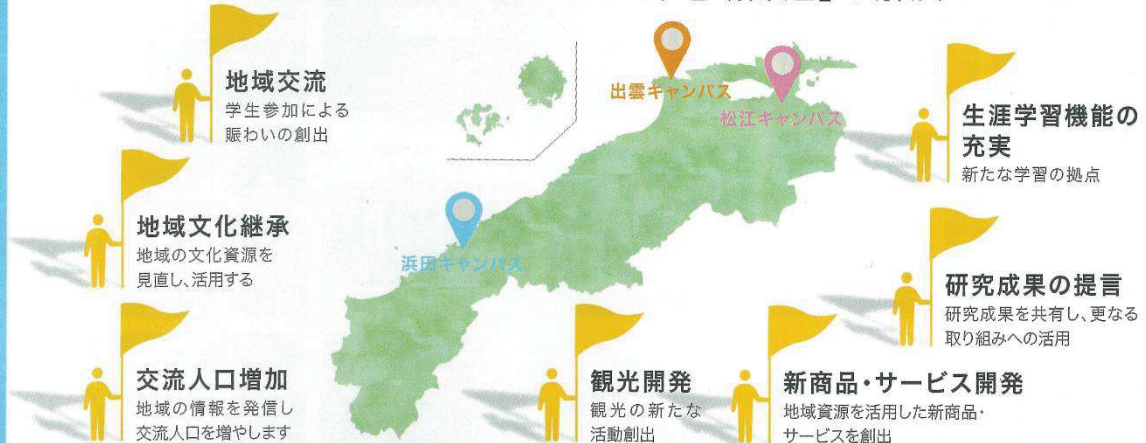 地域交流
学生参加による
賑わいの創出
出雲キャンパス
松江キャンパス
生涯学習機能の
充実
新たな学習の拠点
地域文化継承
地域の文化資源を
見直し、活用する
浜田キャンパス
研究成果の提言
研究成果を共有し、更なる
取り組みへの活用
交流人口増加
地域の情報を発信し
交流人口を増やします
観光開発
観光の新たな
活動創出
新商品・サービス開発
地域資源を活用した新商品・
サービスを創出